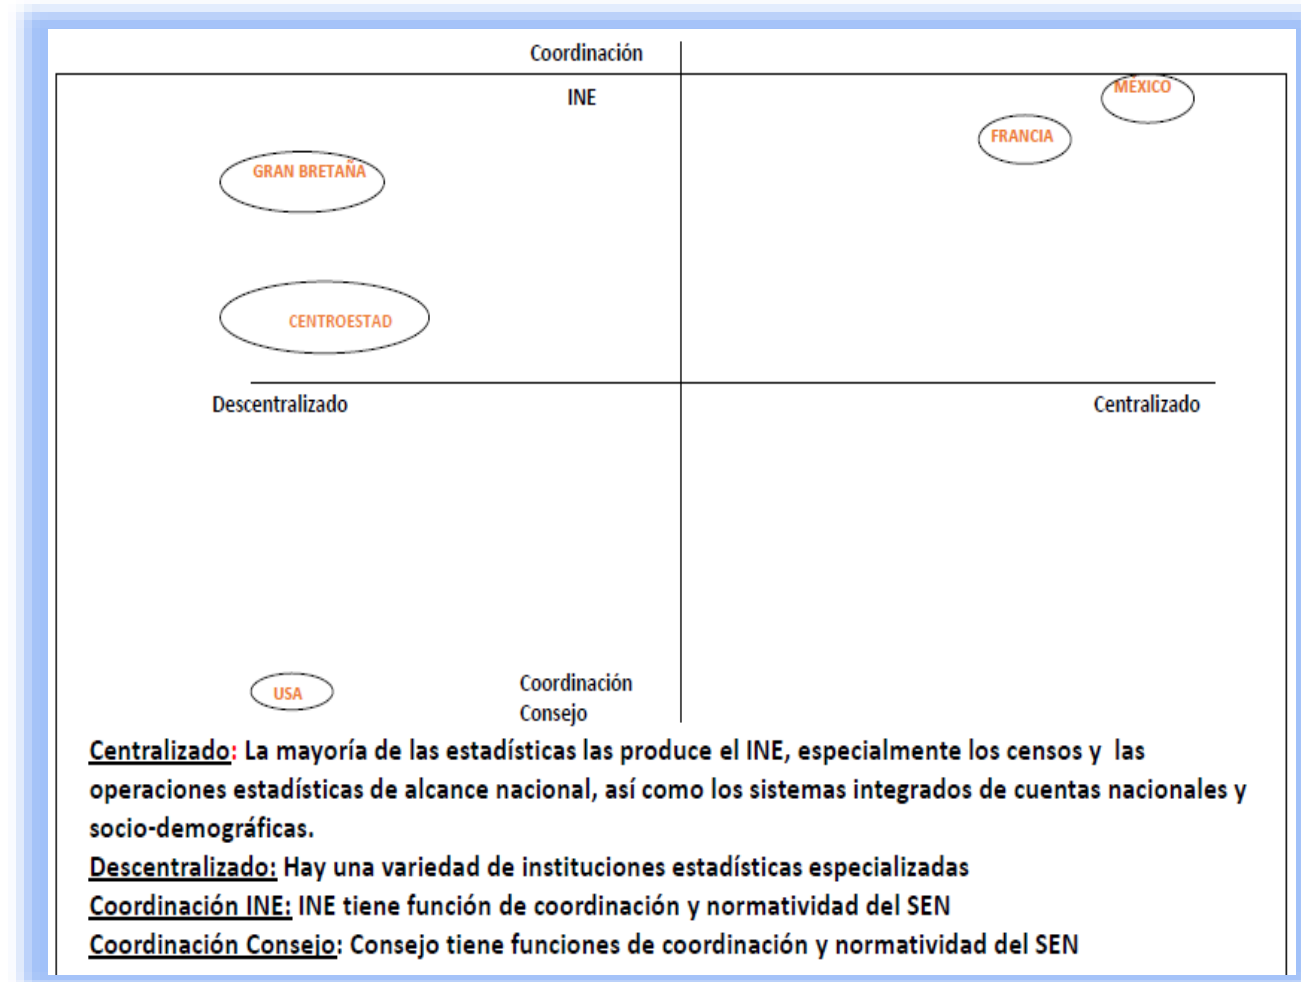 Coordinación
INE
MÉXICO
FRANCIA
GRAN BRETAÑA
CENTROESTAD
Descentralizado
Centralizado
USA
Coordinación
Consejo
Centralizado: La mayoría de las estadísticas las produce el INE, especialmente los censos y las
operaciones estadísticas de alcance nacional, así como los sistemas integrados de cuentas nacionales y
socio-demográficas.
Descentralizado: Hay una variedad de instituciones estadísticas especializadas
Coordinación INE: INE tiene función de coordinación y normatividad del SEN
Coordinación Consejo: Consejo tiene funciones de coordinación y normatividad del SEN